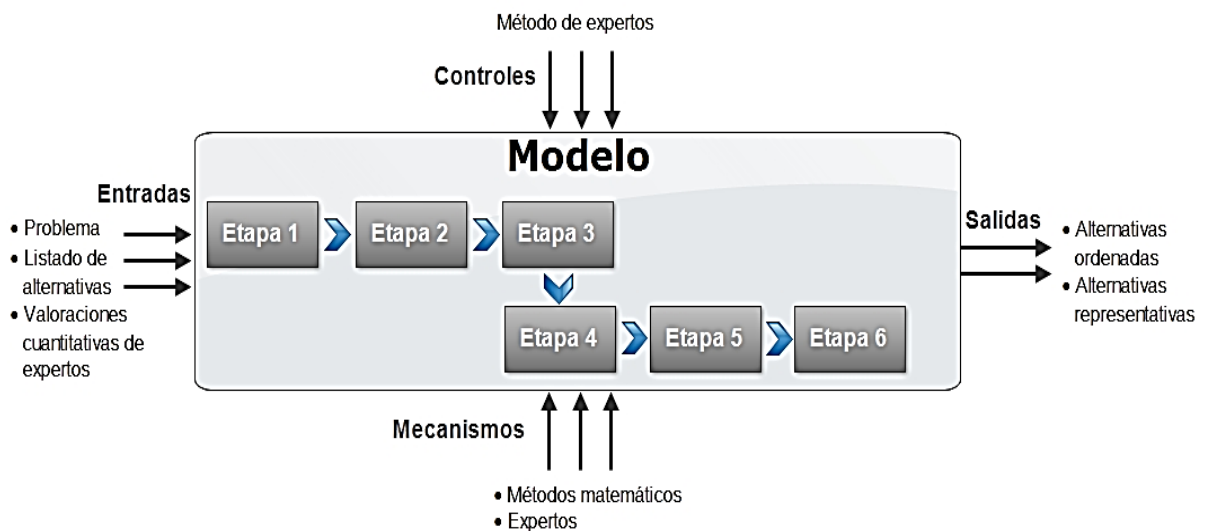 Método de expertos
Controles
Modelo
Entradas
• Problema
• Listado de
alternativas
• Valoraciones
cuantitativas de
expertos
Etapa 1
Etapa 2
Etapa 3
Etapa 4
Etapa 5
Etapa 6
Salidas
• Alternativas
ordenadas
• Alternativas
representativas
Mecanismos
• Métodos matemáticos
• Expertos